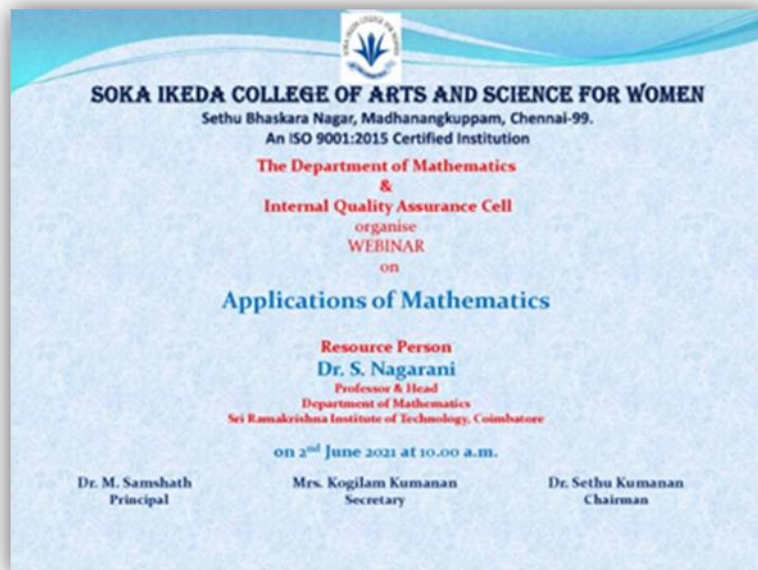 SOKA IKEDA COLLEGE OF ARTS AND SCIENCE FOR WOMEN
Sethu Bhaskara Nagar, Madhanangkuppam, Chennai-99.
An ISO 9001:2015 Certified Institution
The Department of Mathematics
&
Internal Quality Assurance Cell
organise
WEBINAR
on
Applications of Mathematics
Resource Person
Dr. S. Nagarani
Professor & Head
Department of Mathematics
Sri Ramakrishna Institute of Technology, Coimbatore
on 2nd June 2021 at 10.00 a.m.
Dr. M. Samshath Mrs. Kogilam Kumanan Dr. Sethu Kumanan
Principal Secretary Chairman